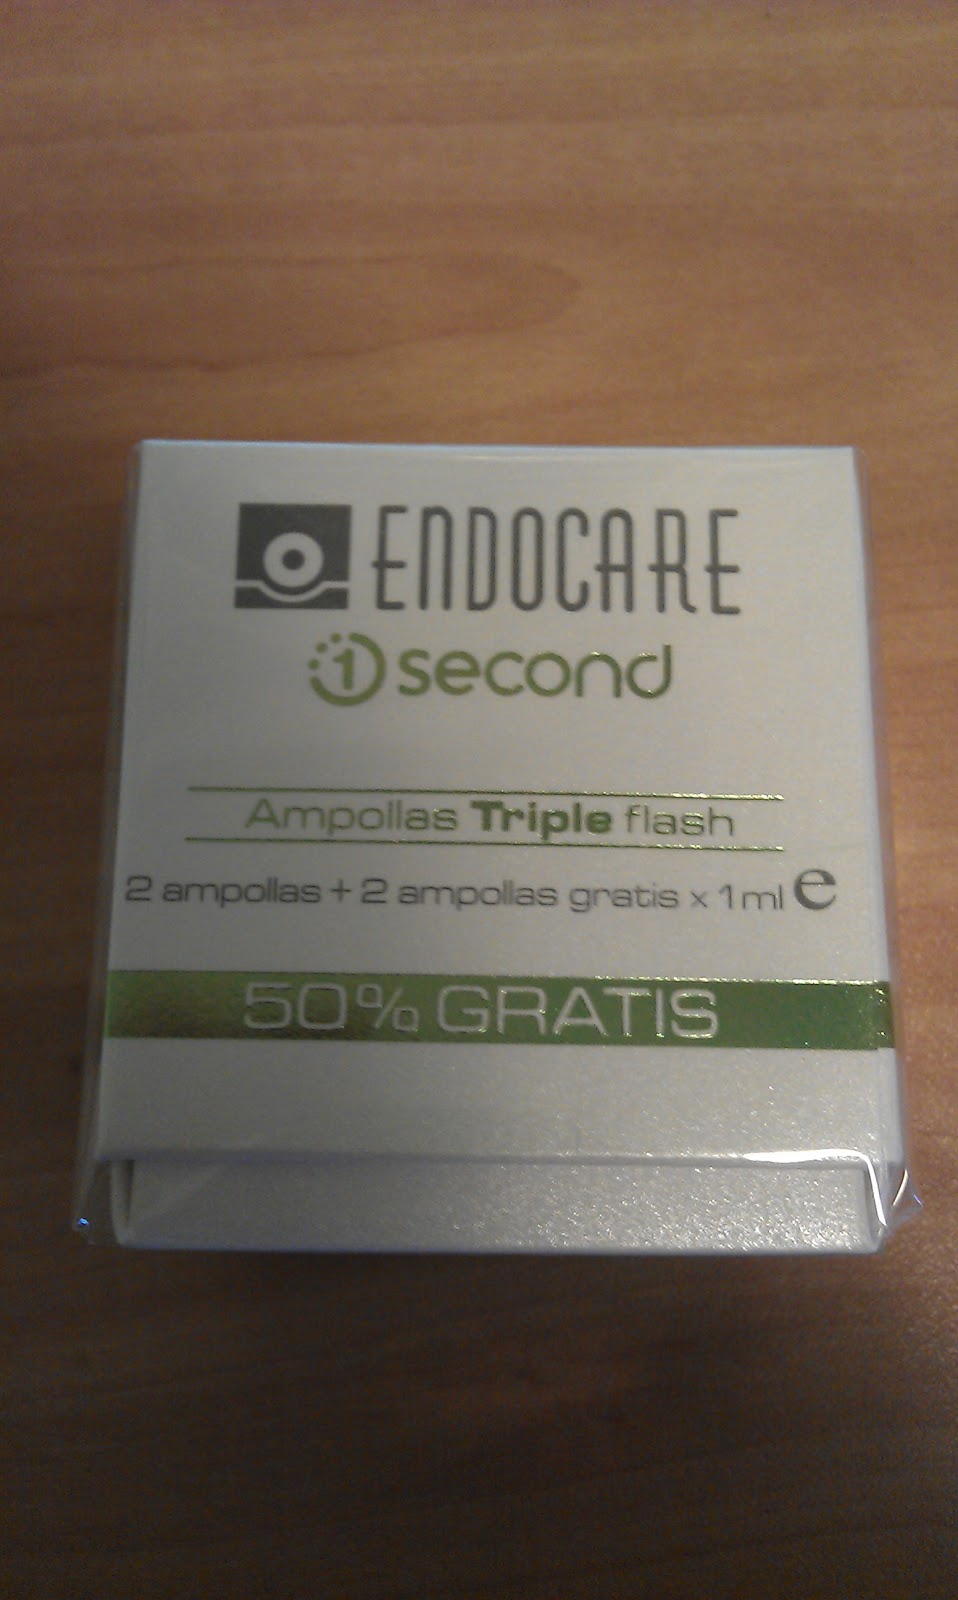 ENDOCARE
1 second
Ampollas Triple flash
2 ampollas + 2 ampollas gratis x 1 ml e
50% GRATIS